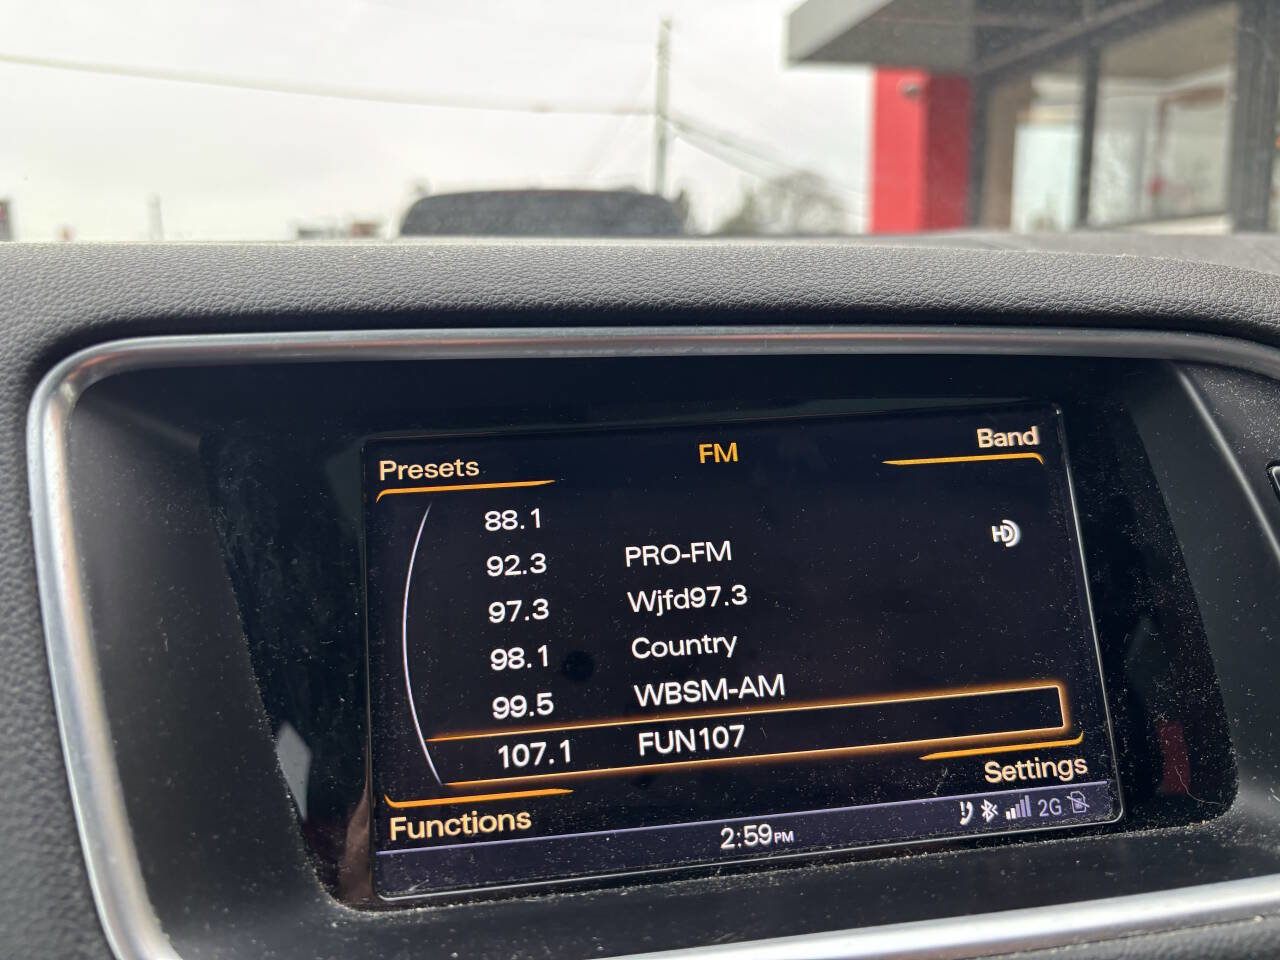 Presets
FM
Band
88.1
HD
92.3 PRO-FM
97.3 Wjfd97.3
98.1 Country
99.5 WBSM-AM
107.1 FUN107
Settings
Functions
2:59PM
2G